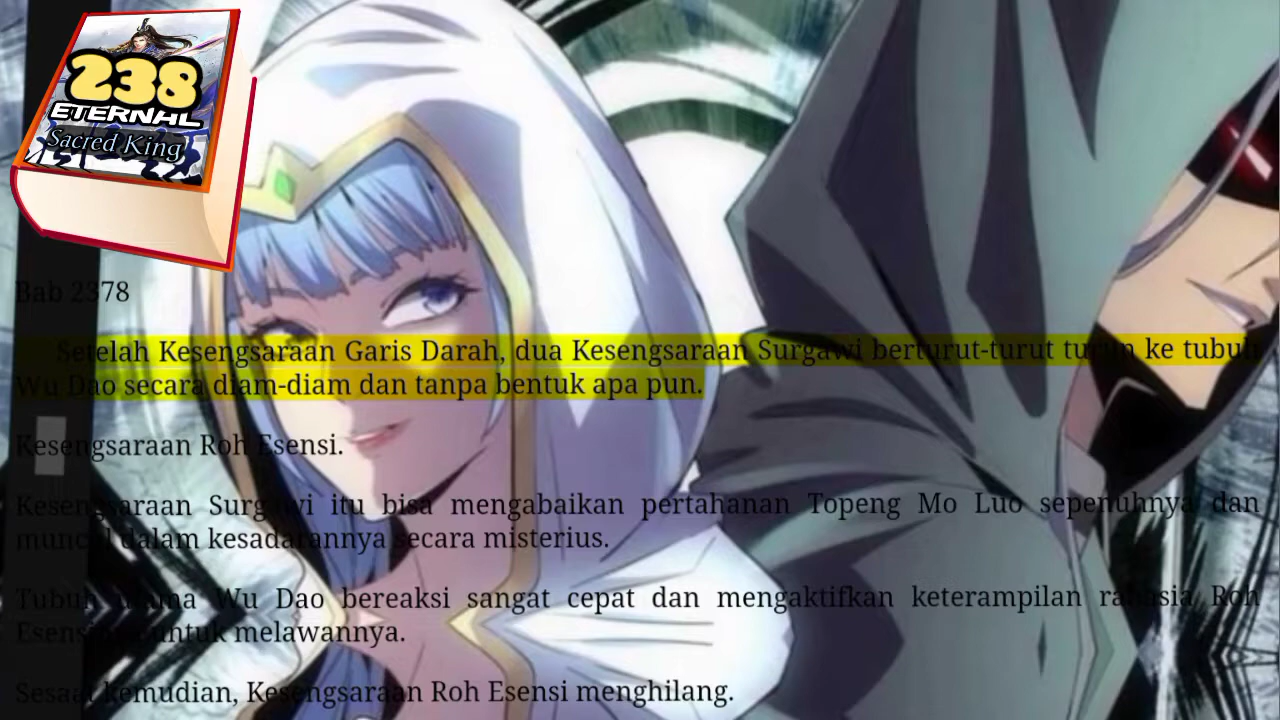 238
ETERNAL
Sacred King
Bab 2378
Setelah Kesengsaraan Garis Darah, dua Kesengsaraan Surgawi berturut-turut turun ke tubuh
Wu Dao secara diam-diam dan tanpa bentuk apa pun.
Kesengsaraan Roh Esensi.
Kesengsaraan Surgawi itu bisa mengabaikan pertahanan Topeng Mo Luo sepenuhnya dan
muncul dalam kesadarannya secara misterius.
Tubuh Wu Dao bereaksi sangat cepat dan mengaktifkan keterampilan rahasia Roh
Esensi untuk melawannya.
Sesaat kemudian, Kesengsaraan Roh Esensi menghilang.